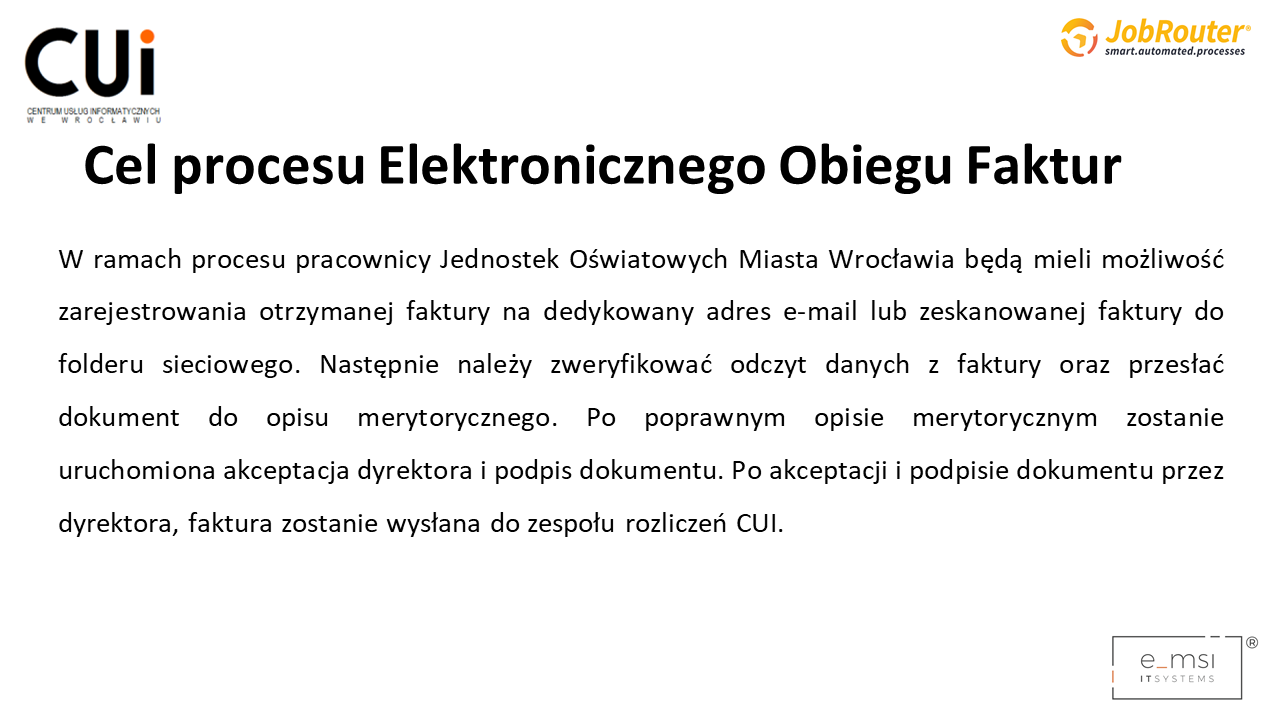 CUi
CENTRUM USŁUG INFORMATYCZNYCH
WE WROCŁAWIU
JobRouter®
smart.automated.processes
Cel procesu Elektronicznego Obiegu Faktur
W ramach procesu pracownicy Jednostek Oświatowych Miasta Wrocławia będą mieli możliwość
zarejestrowania otrzymanej faktury na dedykowany adres e-mail lub zeskanowanej faktury do
folderu sieciowego. Następnie należy zweryfikować odczyt danych z faktury oraz przesłać
dokument do opisu merytorycznego. Po poprawnym opisie merytorycznym zostanie
uruchomiona akceptacja dyrektora i podpis dokumentu. Po akceptacji i podpisie dokumentu przez
dyrektora, faktura zostanie wysłana do zespołu rozliczeń CUI.
e_msi ®
ITSYSTEMS